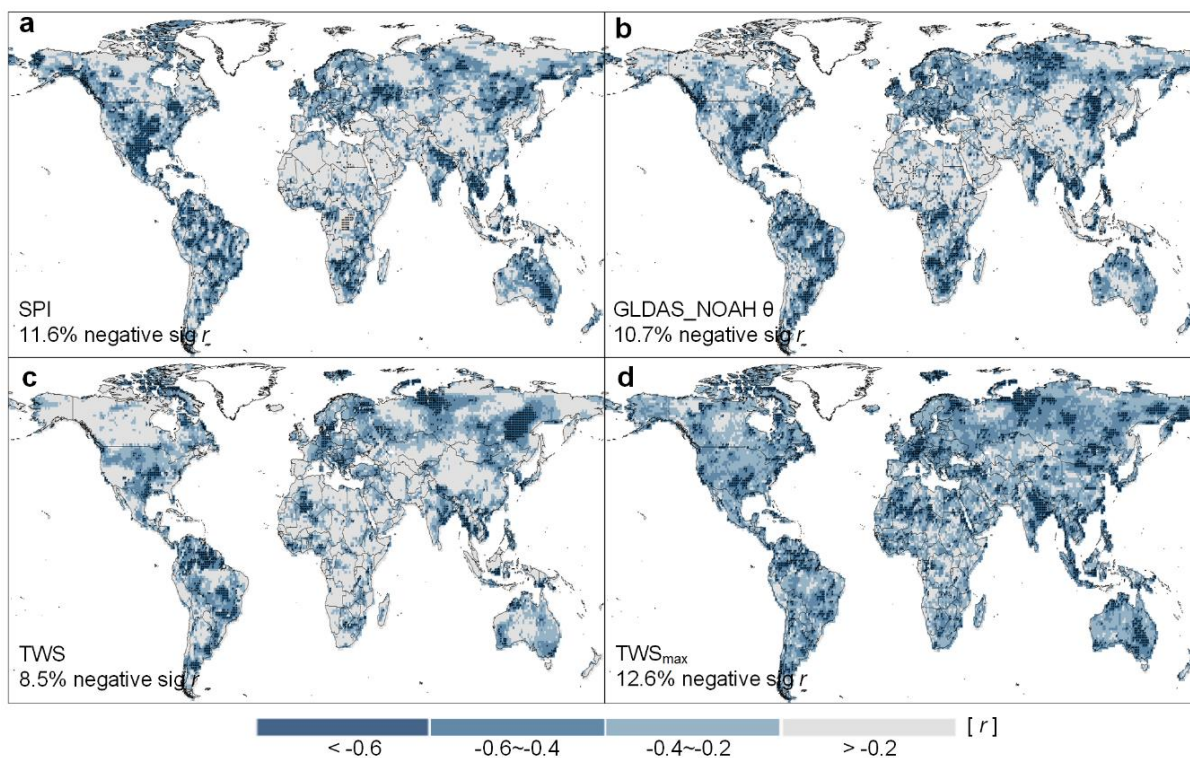 a
b
SPI
11.6% negative sig r
GLDAS_NOAH θ
10.7% negative sig r
c
d
TWS
8.5% negative sig r
TWSmax
12.6% negative sig r
[ r ]
< -0.6
-0.6~-0.4
-0.4~-0.2
> -0.2